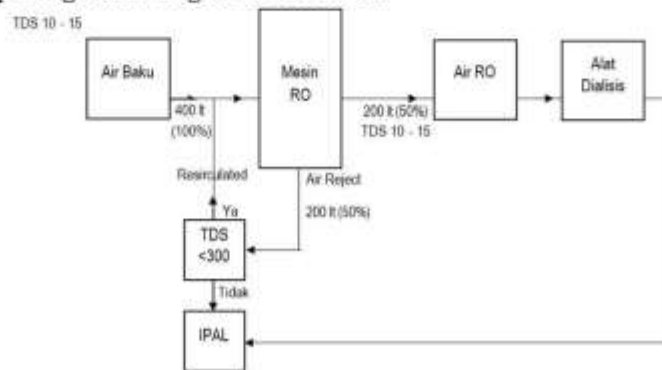 TDS 10 - 15
Air Baku
Mesin
RO
Air RO
Alat
Dialisis
400 lt
(100%)
200 lt (50%)
TDS 10 - 15
Resirculated
Air Reject
200 lt (50%)
Ya
TDS
<300
Tidak
IPAL